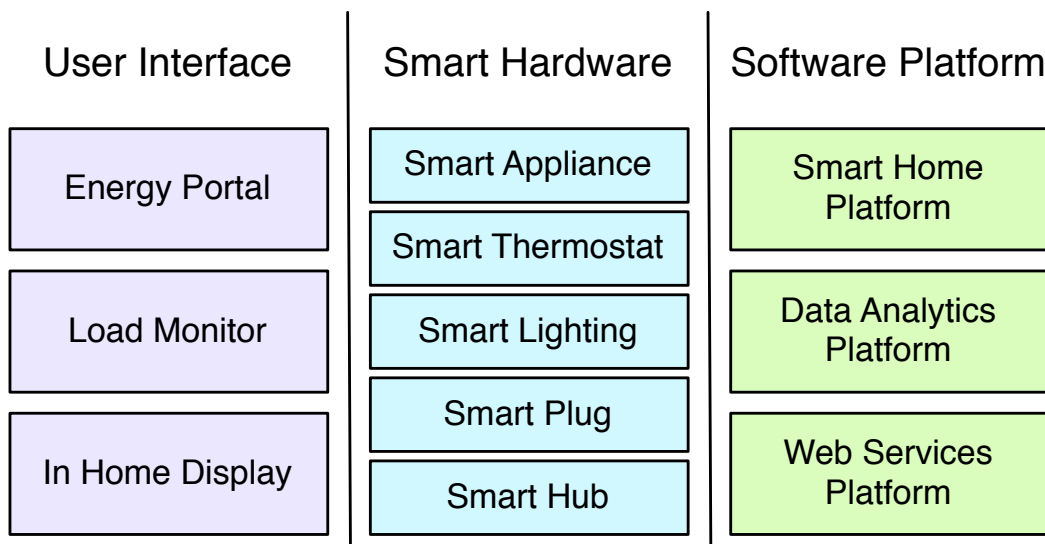 User Interface
Energy Portal
Load Monitor
In Home Display
Smart Hardware
Smart Appliance
Smart Thermostat
Smart Lighting
Smart Plug
Smart Hub
Software Platform
Smart Home
Platform
Data Analytics
Platform
Web Services
Platform